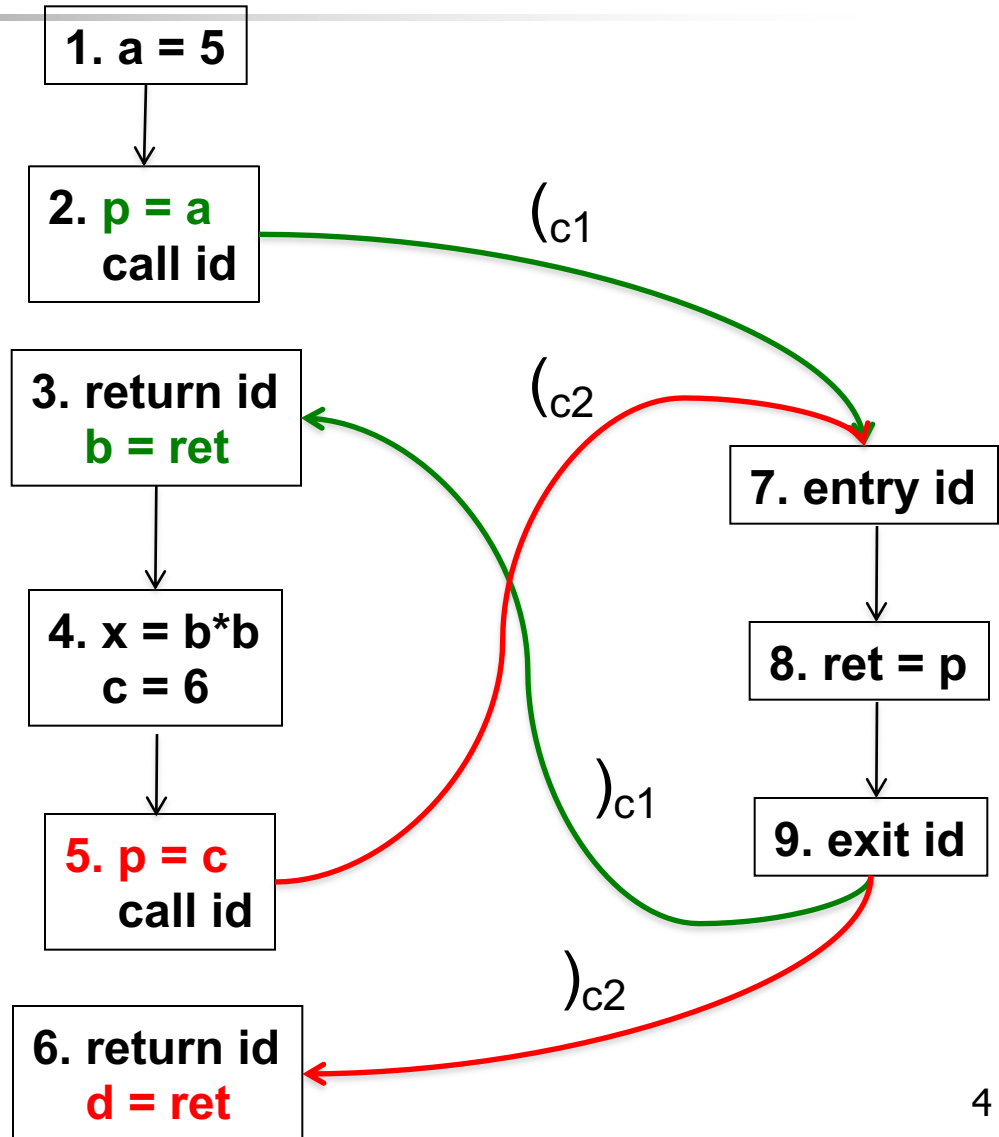 1. a = 5
2. p = a
call id
(c1
3. return id
b = ret
(c2
7. entry id
4. x = b*b
c = 6
8. ret = p
)c1
5. p = c
call id
9. exit id
)c2
6. return id
d = ret
4